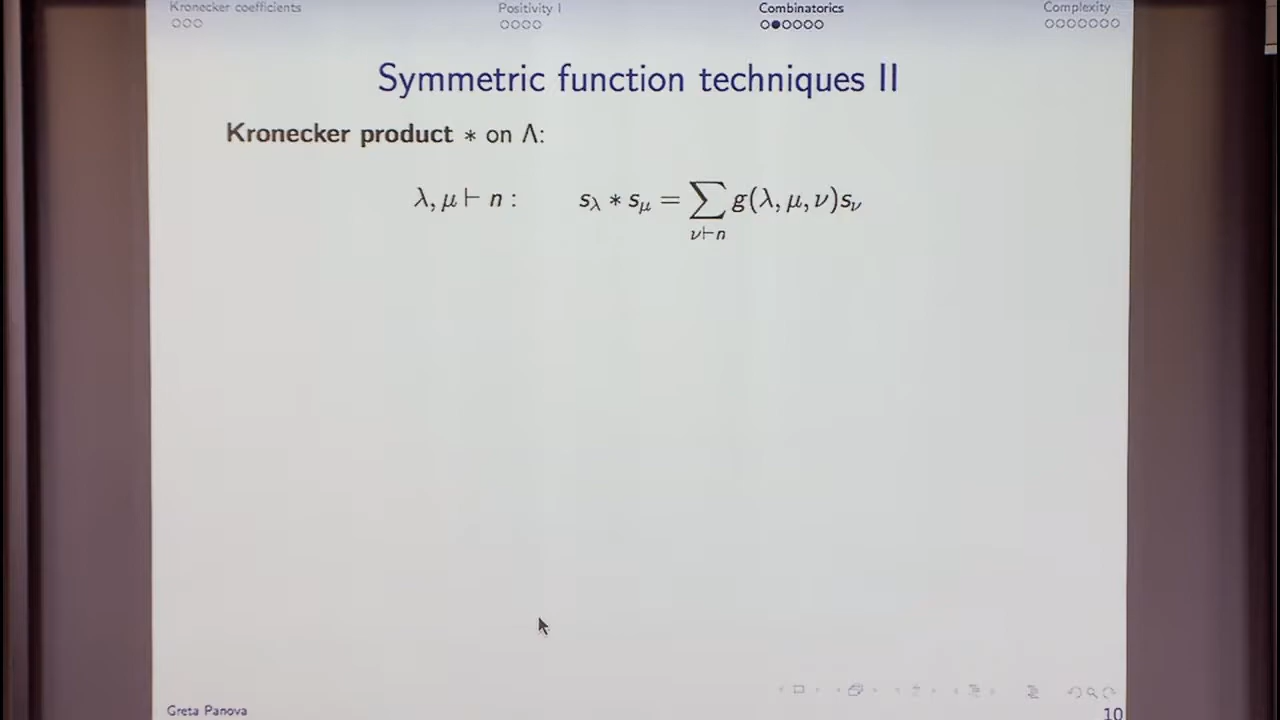 Kronecker coefficients Positivity I Combinatorics Complexity
Symmetric function techniques II
Kronecker product ∗ on Λ:
λ, μ ⊢ n : s_λ ∗ s_μ = ∑_{ν⊢n} g(λ, μ, ν)s_ν
Greta Panova
10